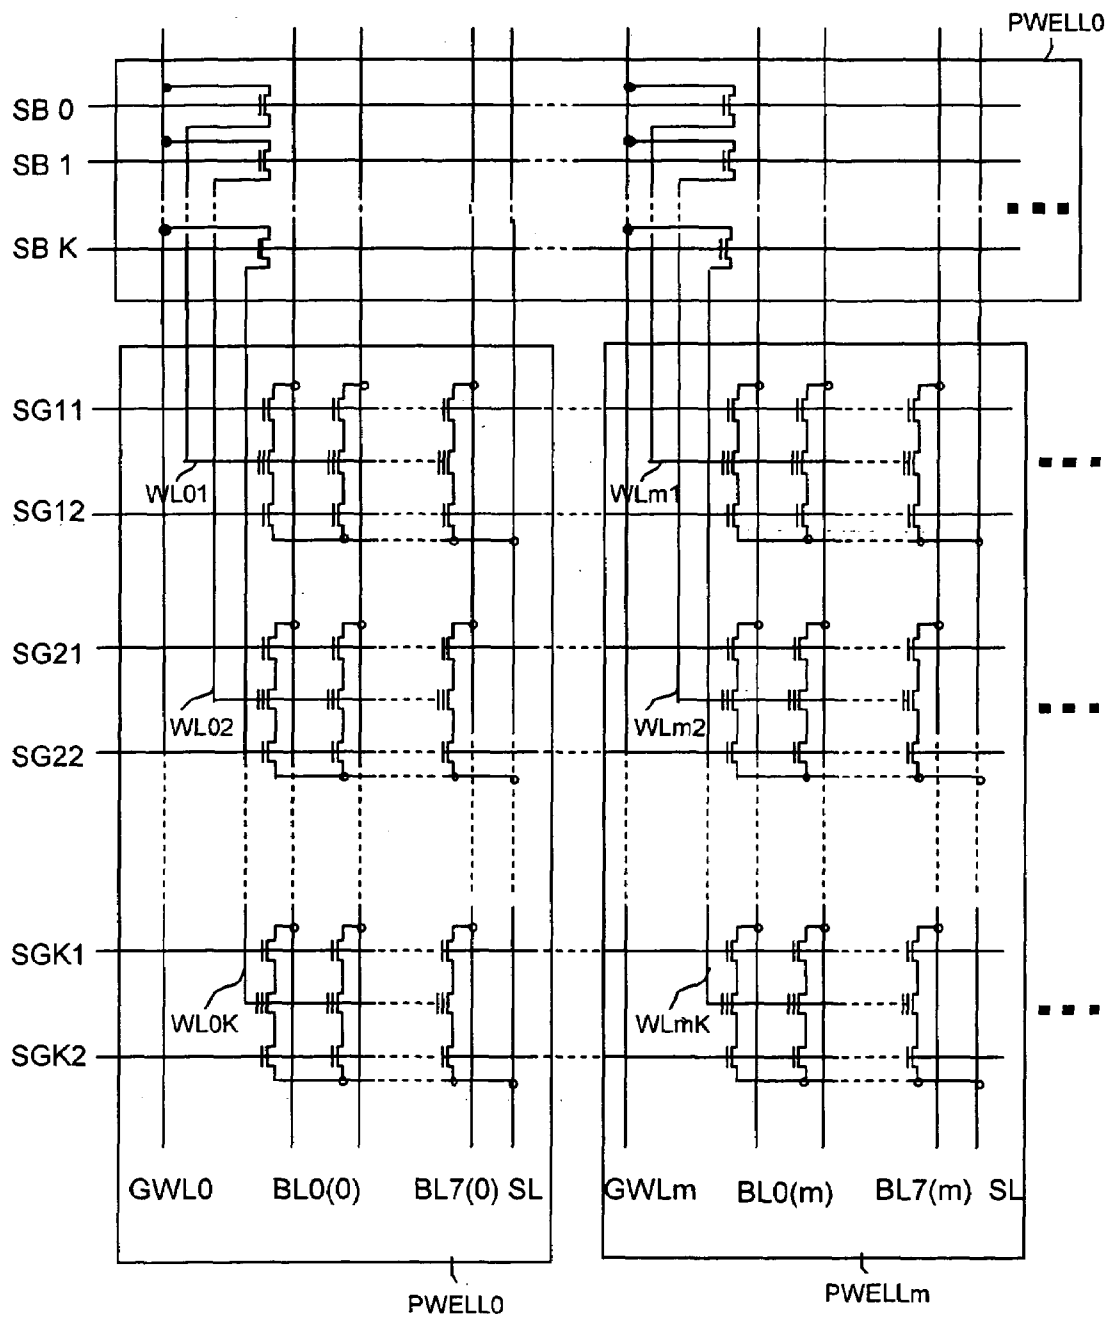 PWELL0
SB 0
SB 1
SB K
SG11
WL01
WLm1
SG12
SG21
WL02
WLm2
SG22
SGK1
WL0K
WLmK
SGK2
GWL0 BL0(0) BL7(0) SL GWLm BL0(m) BL7(m) SL
PWELL0
PWELLm